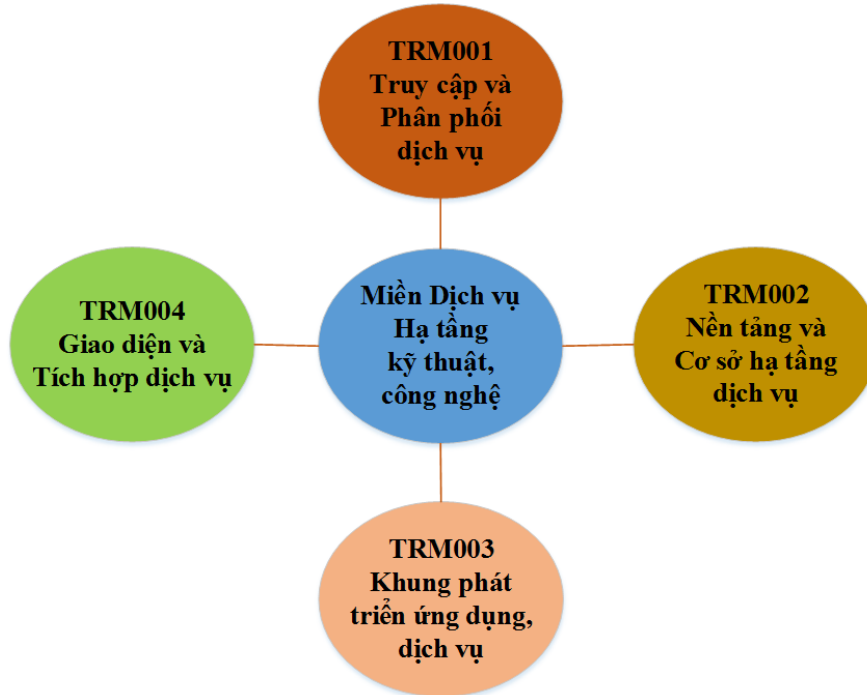 TRM001
Truy cập và
Phân phối
dịch vụ
TRM004
Giao diện và
Tích hợp dịch vụ
Miền Dịch vụ
Hạ tầng
kỹ thuật,
công nghệ
TRM002
Nền tảng và
Cơ sở hạ tầng
dịch vụ
TRM003
Khung phát
triển ứng dụng,
dịch vụ